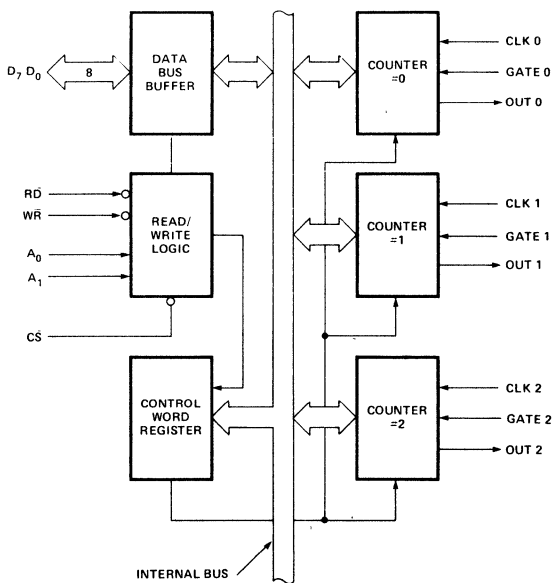 D7, D0
8
DATA
BUS
BUFFER
COUNTER
=0
CLK 0
GATE 0
OUT 0
RD
WR
A0
A1
CS
READ/
WRITE
LOGIC
COUNTER
=1
CLK 1
GATE 1
OUT 1
CONTROL
WORD
REGISTER
COUNTER
=2
CLK 2
GATE 2
OUT 2
INTERNAL BUS